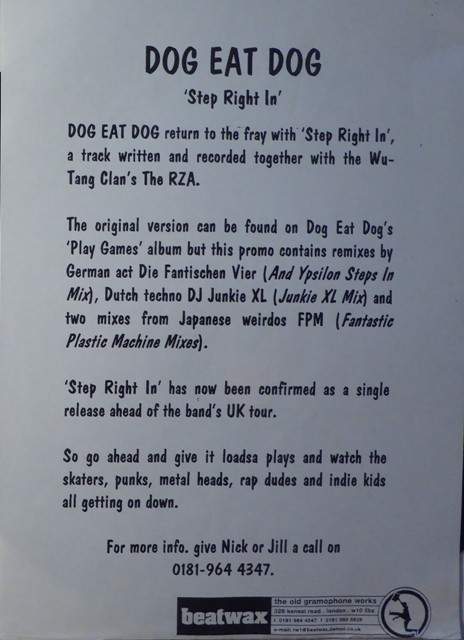 DOG EAT DOG
'Step Right In'
DOG EAT DOG return to the fray with 'Step Right In',
a track written and recorded together with the Wu-
Tang Clan's The RZA.
The original version can be found on Dog Eat Dog's
'Play Games' album but this promo contains remixes by
German act Die Fantischen Vier (And Ypsilon Steps In
Mix), Dutch techno DJ Junkie XL (Junkie XL Mix) and
two mixes from Japanese weirdos FPM (Fantastic
Plastic Machine Mixes).
'Step Right In' has now been confirmed as a single
release ahead of the band's UK tour.
So go ahead and give it loadsa plays and watch the
skaters, punks, metal heads, rap dudes and indie kids
all getting on down.
For more info. give Nick or Jill a call on
0181-964 4347.
beatwax
the old gramophone works
326 kensal road . london . w10 5bz